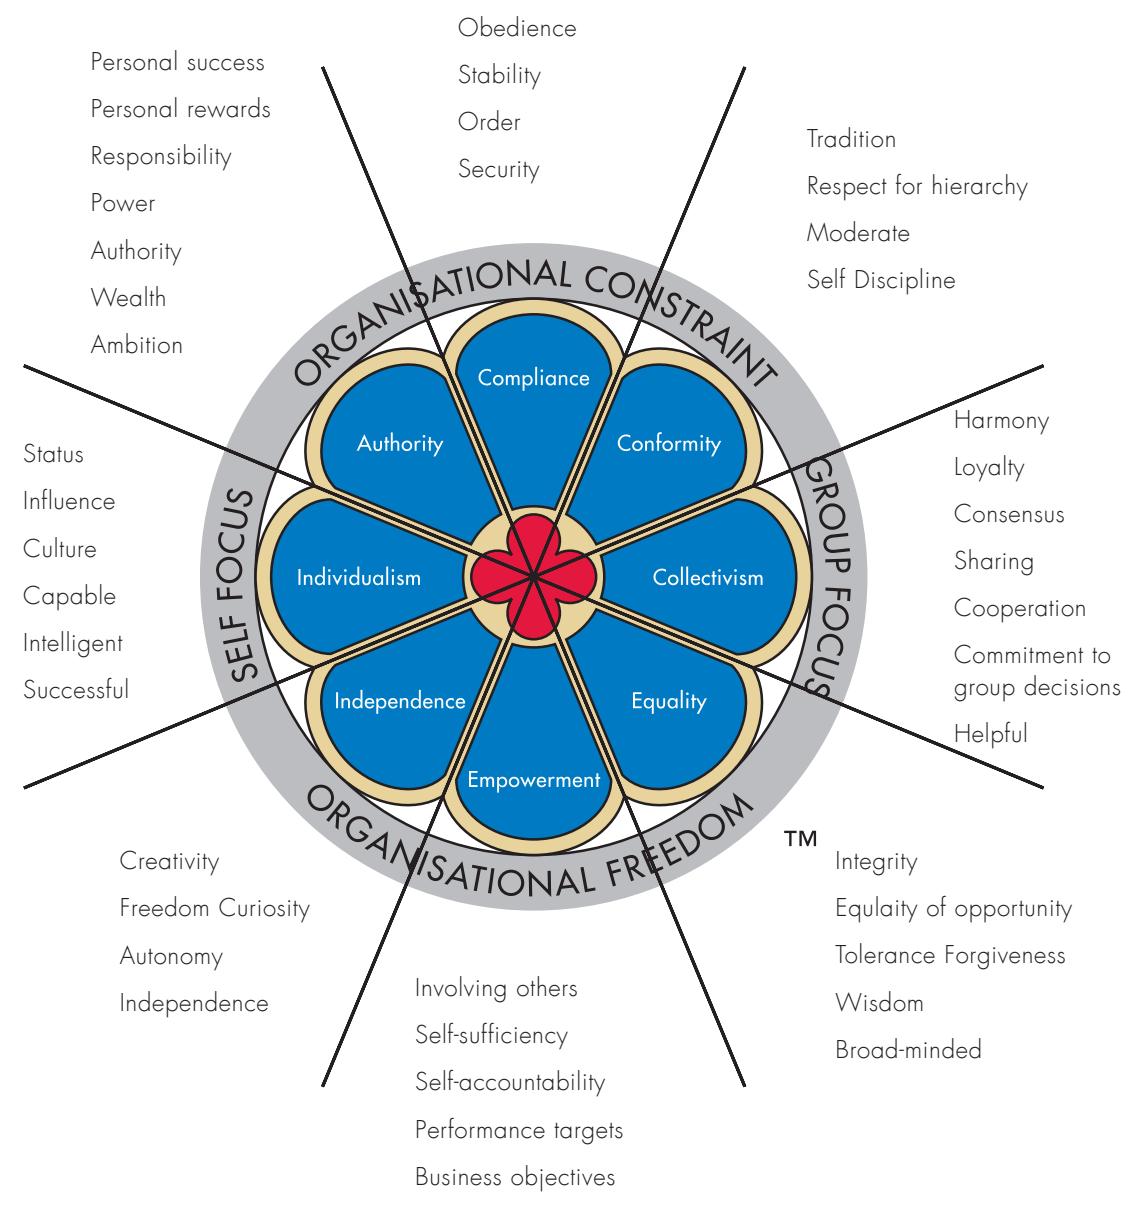 Obedience
Stability
Order
Security
Personal success
Personal rewards
Responsibility
Power
Authority
Wealth
Ambition
Tradition
Respect for hierarchy
Moderate
Self Discipline
Status
Influence
Culture
Capable
Intelligent
Successful
ORGANISATIONAL CONSTRAINT
SELF FOCUS
GROUP FOCUS
ORGANISATIONAL FREEDOM
Compliance
Authority
Conformity
Individualism
Collectivism
Independence
Equality
Empowerment
Harmony
Loyalty
Consensus
Sharing
Cooperation
Commitment to
group decisions
Helpful
TM
Creativity
Freedom Curiosity
Autonomy
Independence
Involving others
Self-sufficiency
Self-accountability
Performance targets
Business objectives
Integrity
Equlaity of opportunity
Tolerance Forgiveness
Wisdom
Broad-minded